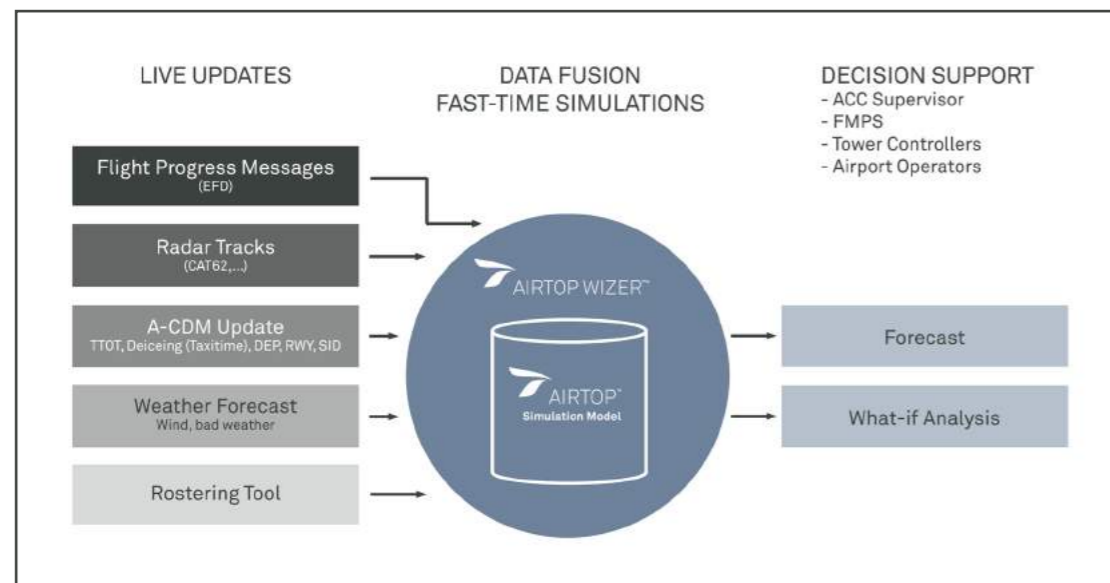 LIVE UPDATES
Flight Progress Messages
(EFD)
Radar Tracks
(CAT62,...)
A-CDM Update
TTOT, Deiceing (Taxitime), DEP, RWY, SID
Weather Forecast
Wind, bad weather
Rostering Tool
DATA FUSION
FAST-TIME SIMULATIONS
AIRTOP WIZER™
AIRTOP™
Simulation Model
DECISION SUPPORT
- ACC Supervisor
- FMPS
- Tower Controllers
- Airport Operators
Forecast
What-if Analysis